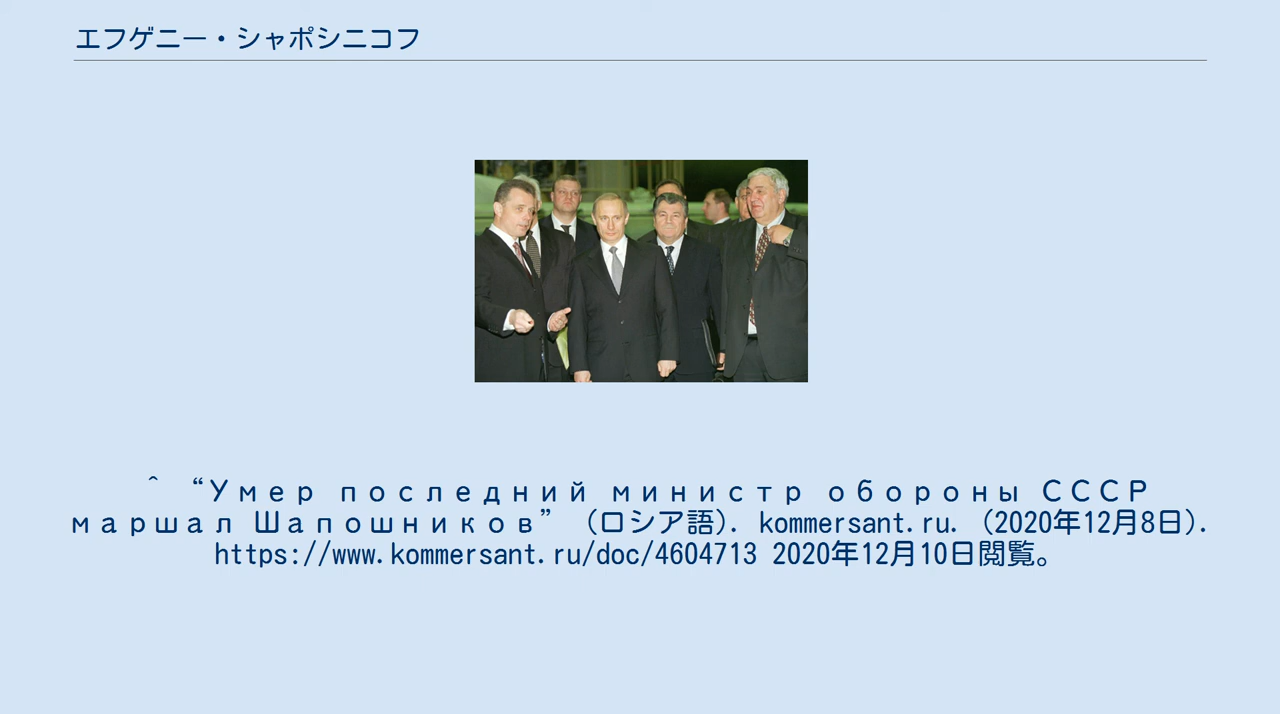 エフゲニー・シャポシニコフ
^ “Умер последний министр обороны СССР
маршал Шапошников” (ロシア語). kommersant.ru. (2020年12月8日).
https://www.kommersant.ru/doc/4604713 2020年12月10日閲覧。